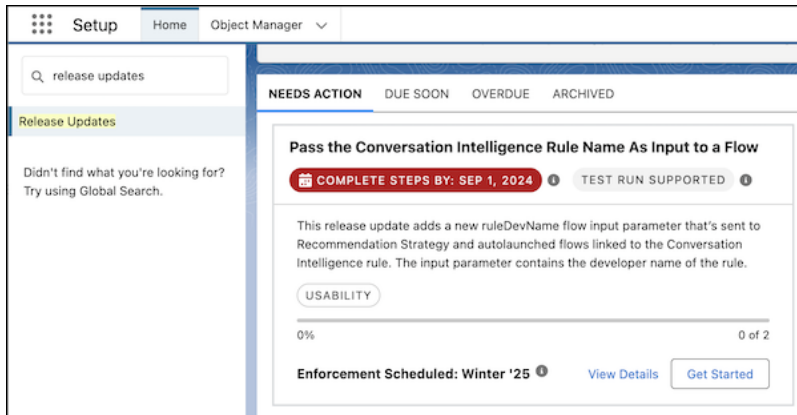 Setup
Home
Object Manager
release updates
Release Updates
Didn't find what you're looking for?
Try using Global Search.
NEEDS ACTION
DUE SOON
OVERDUE
ARCHIVED
Pass the Conversation Intelligence Rule Name As Input to a Flow
COMPLETE STEPS BY: SEP 1, 2024
TEST RUN SUPPORTED
This release update adds a new ruleDevName flow input parameter that's sent to
Recommendation Strategy and autolaunched flows linked to the Conversation
Intelligence rule. The input parameter contains the developer name of the rule.
USABILITY
0%
0 of 2
Enforcement Scheduled: Winter '25
View Details
Get Started